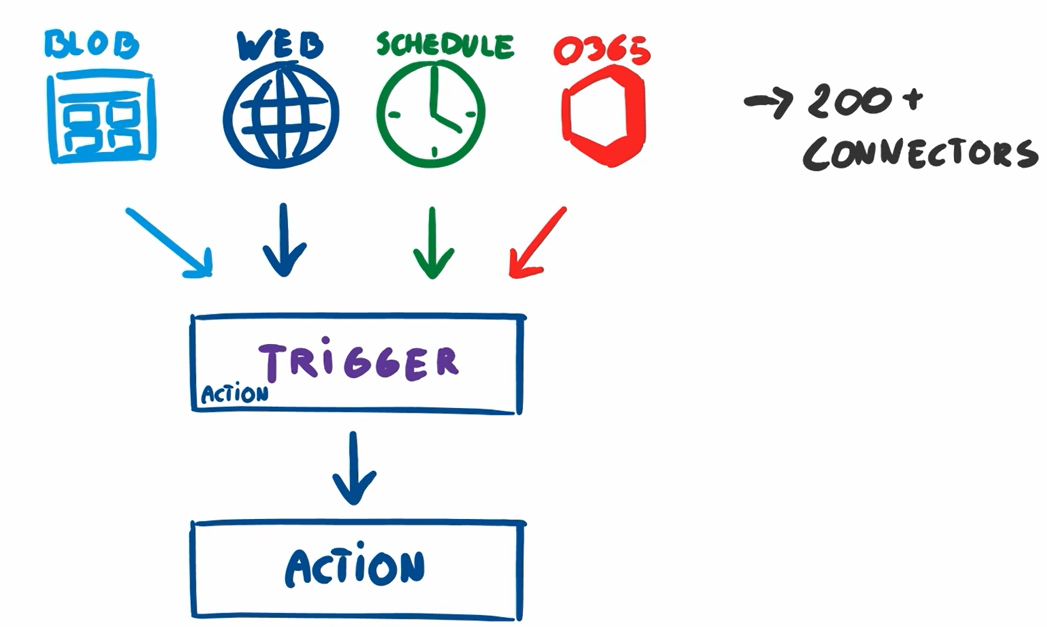 BLOB
WEB
SCHEDULE
O365
→ 200+
CONNECTORS
TRiGGER
ACTiON
ACTiON